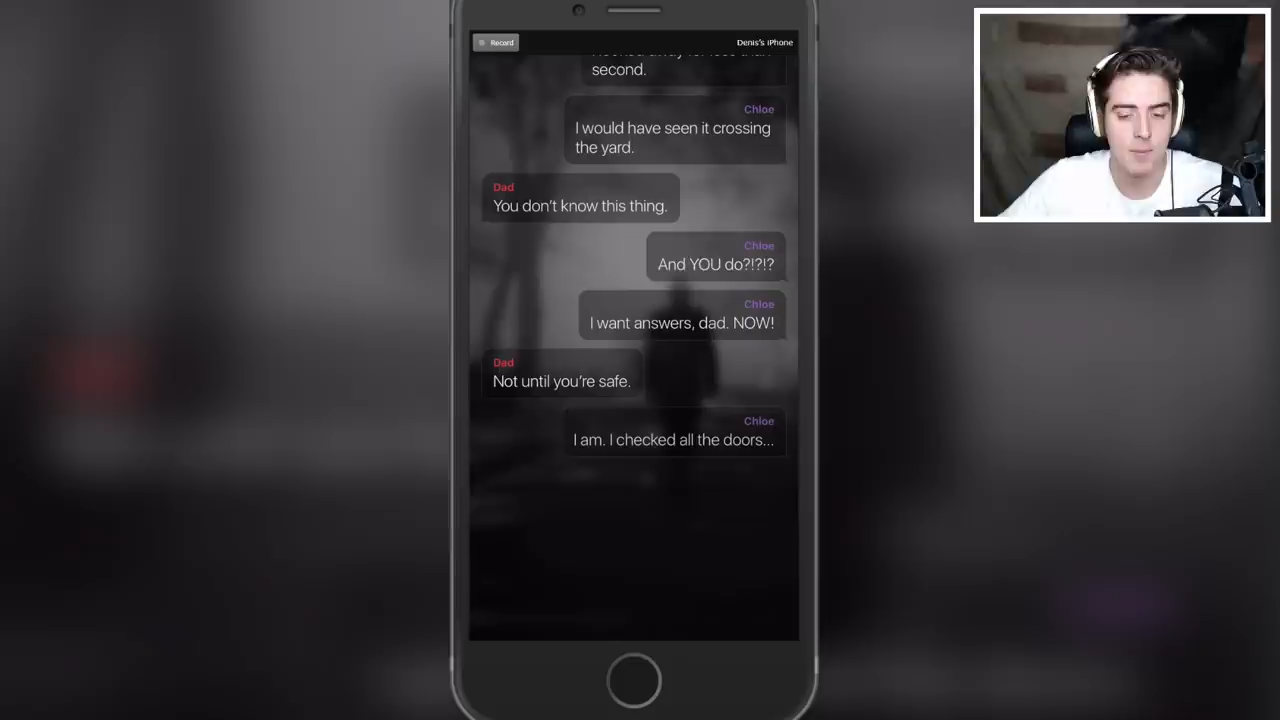 Record
Denis's iPhone
second.
Chloe
I would have seen it crossing
the yard.
Dad
You don't know this thing.
Chloe
And YOU do?!?!?
Chloe
I want answers, dad. NOW!
Dad
Not until you're safe.
Chloe
I am. I checked all the doors...